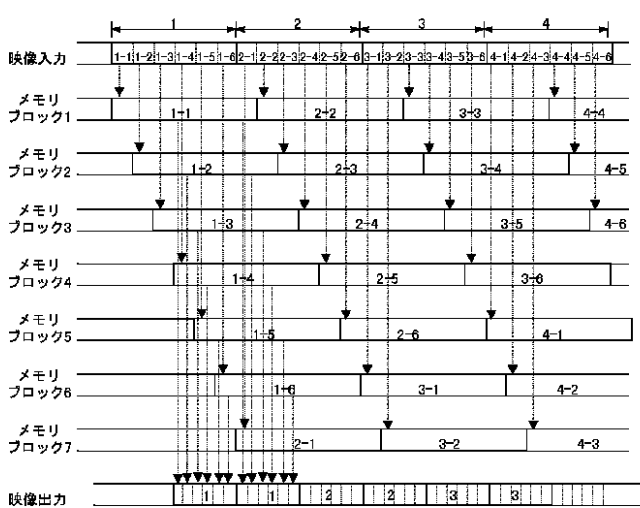 1 2 3 4
映像入力 1-1 1-2 1-3 1-4 1-5 1-6 2-1 2-2 2-3 2-4 2-5 2-6 3-1 3-2 3-3 3-4 3-5 3-6 4-1 4-2 4-3 4-4 4-5 4-6
メモリ
ブロック1 1-1 2-2 3-3 4-4
メモリ
ブロック2 1-2 2-3 3-4 4-5
メモリ
ブロック3 1-3 2-4 3-5 4-6
メモリ
ブロック4 1-4 2-5 3-6
メモリ
ブロック5 1-5 2-6 4-1
メモリ
ブロック6 1-6 3-1 4-2
メモリ
ブロック7 2-1 3-2 4-3
映像出力 1 1 2 2 3 3